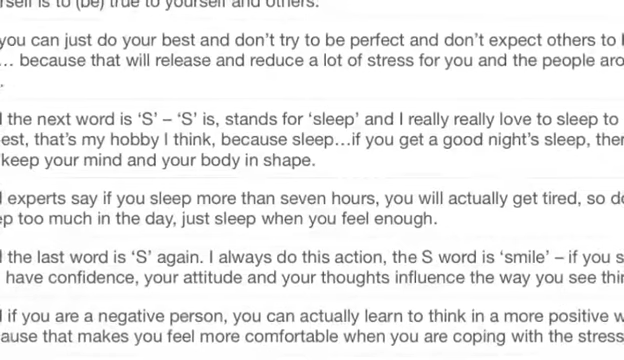 is to (be) true to yourself and others.
you can just do your best and don't try to be perfect and don't expect others to
... because that will release and reduce a lot of stress for you and the people
.
the next word is 'S' – 'S' is, stands for 'sleep' and I really really love to sleep to
that's my hobby I think, because sleep...if you get a good night's sleep,
keep your mind and your body in shape.
experts say if you sleep more than seven hours, you will actually get tired, so
too much in the day, just sleep when you feel enough.
the last word is 'S' again. I always do this action, the S word is 'smile' – if you
have confidence, your attitude and your thoughts influence the way you see
if you are a negative person, you can actually learn to think in a more positive
that makes you feel more comfortable when you are coping with the stress